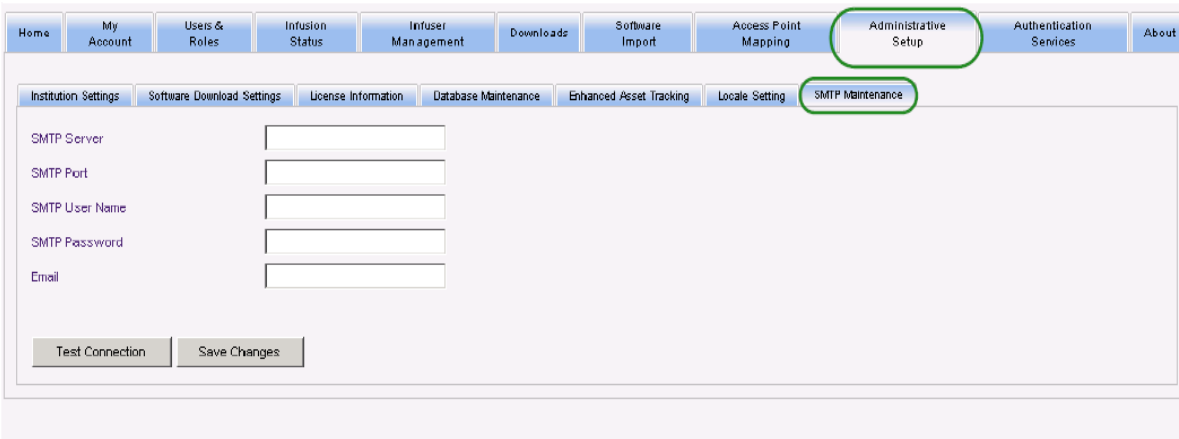 Home My Account Users & Roles Infusion Status Infuser Management Downloads Software Import Access Point Mapping Administrative Setup Authentication Services About
Institution Settings Software Download Settings License Information Database Maintenance Enhanced Asset Tracking Locale Setting SMTP Maintenance
SMTP Server
SMTP Port
SMTP User Name
SMTP Password
Email
Test Connection Save Changes